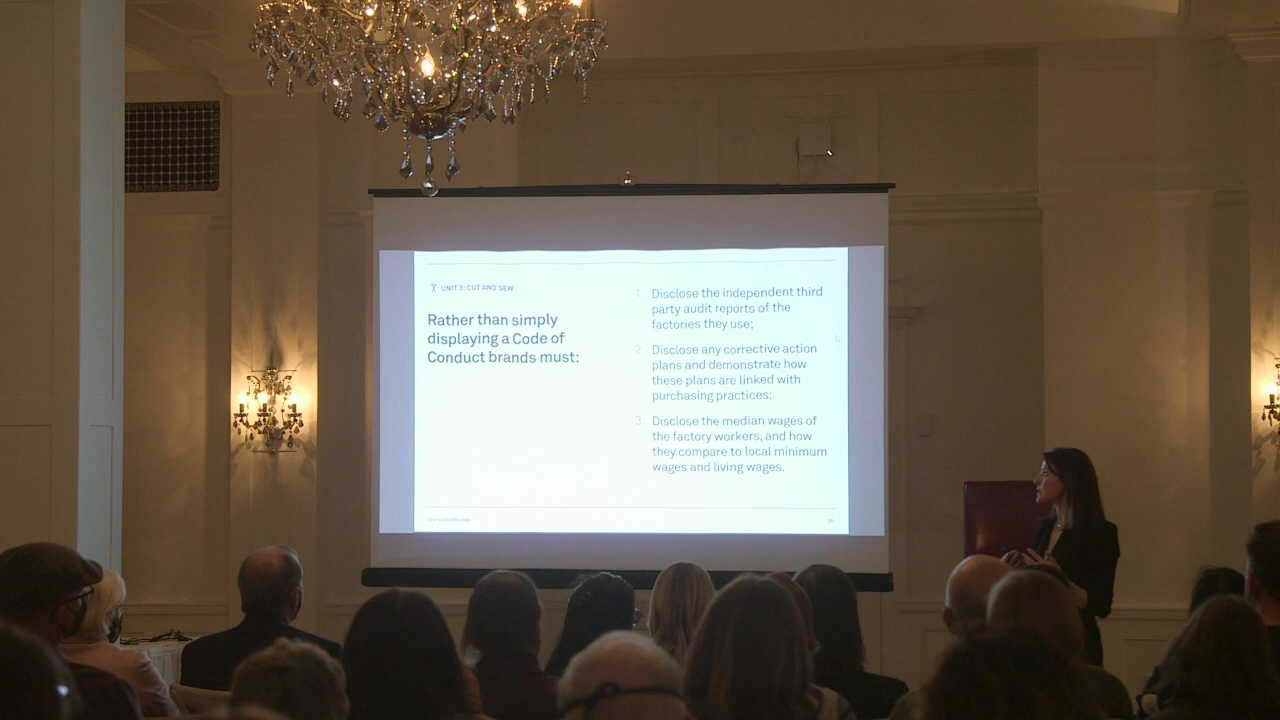 UNIT 3: CUT AND SEW
Rather than simply
displaying a Code of
Conduct brands must:
1. Disclose the independent third
party audit reports of the
factories they use;
2. Disclose any corrective action
plans and demonstrate how
these plans are linked with
purchasing practices;
3. Disclose the median wages of
the factory workers, and how
they compare to local minimum
wages and living wages.